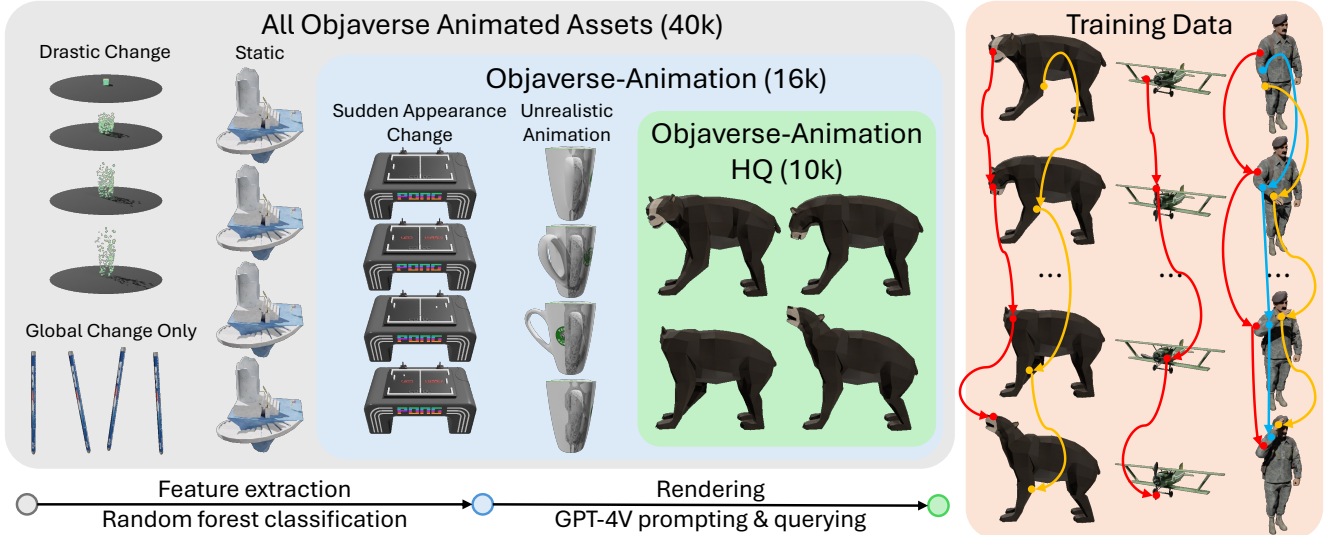 All Objaverse Animated Assets (40k)
Drastic Change
Static
Global Change Only
Objaverse-Animation (16k)
Sudden Appearance
Change
Unrealistic
Animation
PONG
PONG
PONG
PONG
Objaverse-Animation
HQ (10k)
Feature extraction
Random forest classification
Rendering
GPT-4V prompting & querying
Training Data
...
...
...